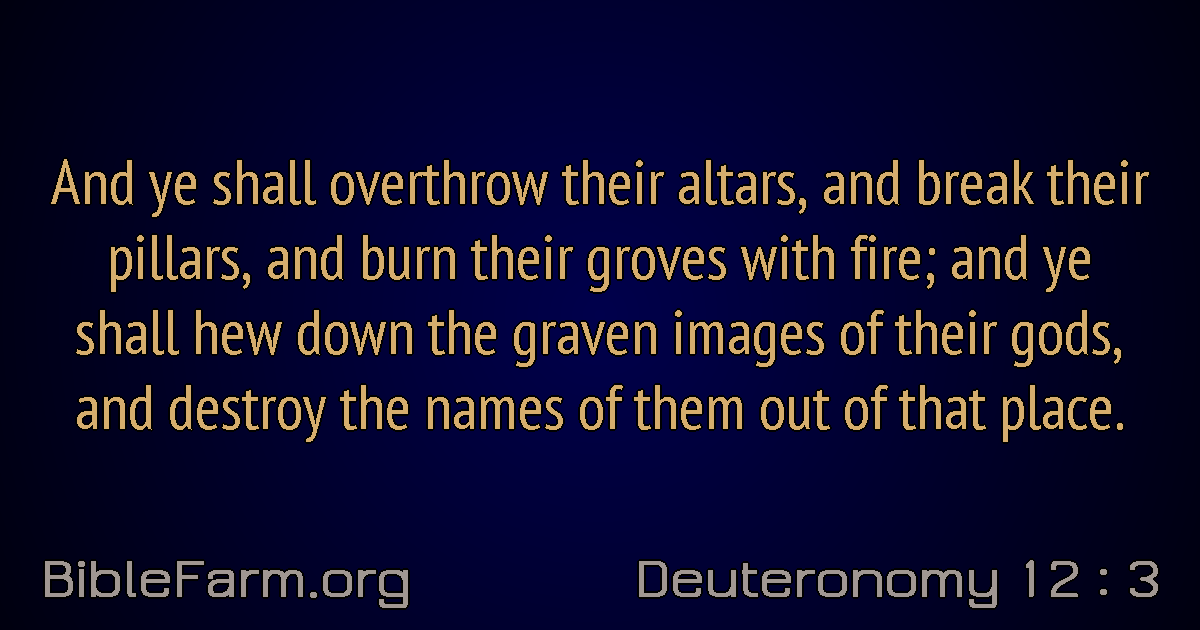 And ye shall overthrow their altars, and break their
pillars, and burn their groves with fire; and ye
shall hew down the graven images of their gods,
and destroy the names of them out of that place.
BibleFarm.org
Deuteronomy 12 : 3